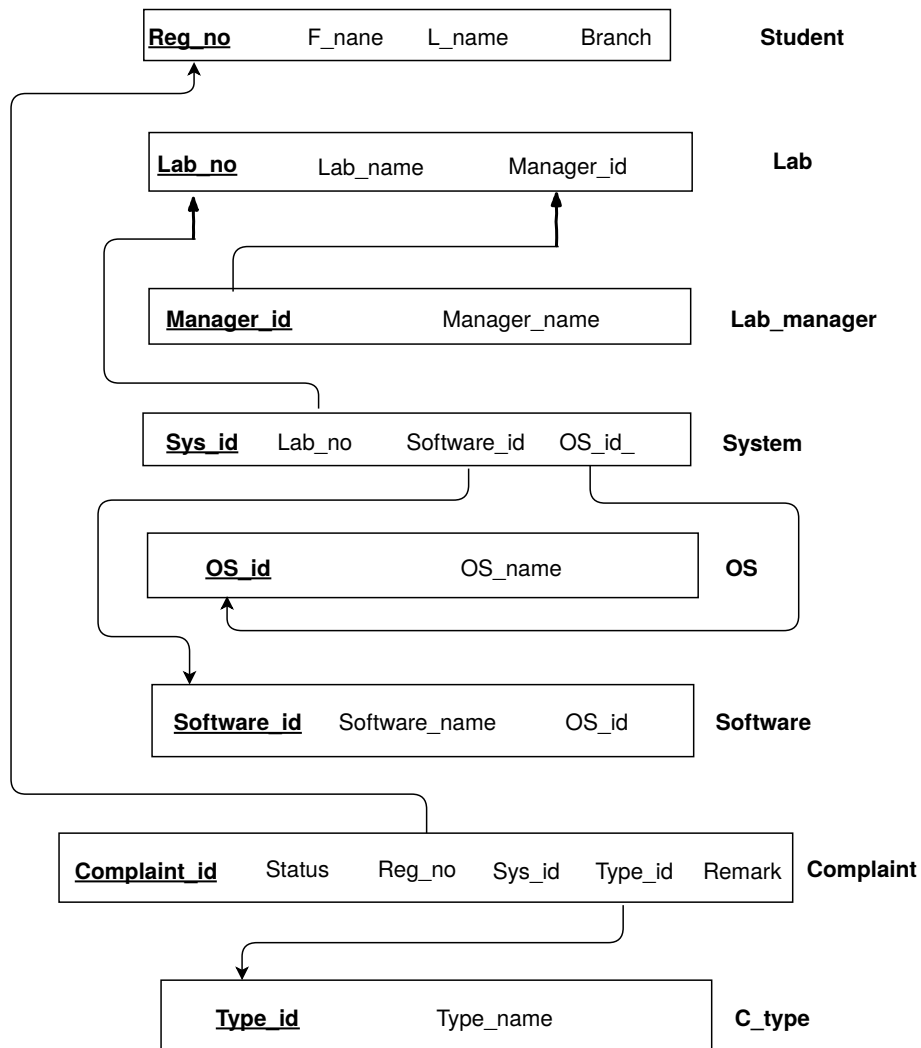 Reg_no F_nane L_name Branch Student
Lab_no Lab_name Manager_id Lab
Manager_id Manager_name Lab_manager
Sys_id Lab_no Software_id OS_id_ System
OS_id OS_name OS
Software_id Software_name OS_id Software
Complaint_id Status Reg_no Sys_id Type_id Remark Complaint
Type_id Type_name C_type